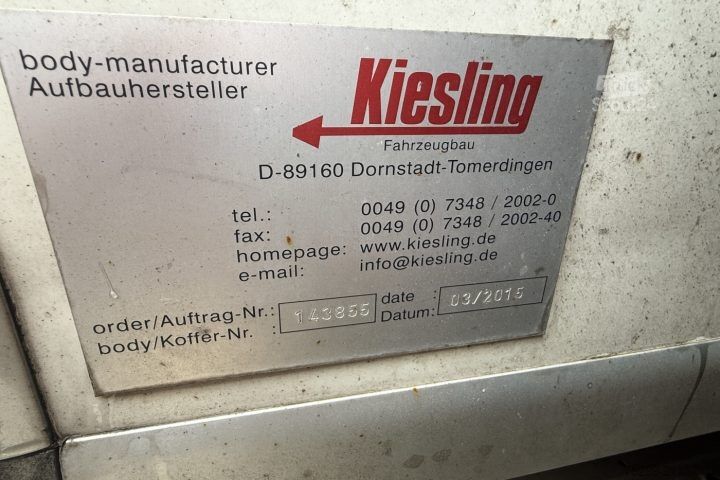 body-manufacturer
Aufbauhersteller
Kiesling
Fahrzeugbau
D-89160 Dornstadt-Tomerdingen
tel.: 0049 (0) 7348 / 2002-0
fax: 0049 (0) 7348 / 2002-40
homepage: www.kiesling.de
e-mail: info@kiesling.de
order/Auftrag-Nr.: 143855 date : 03/2015
body/Koffer-Nr. : Datum: